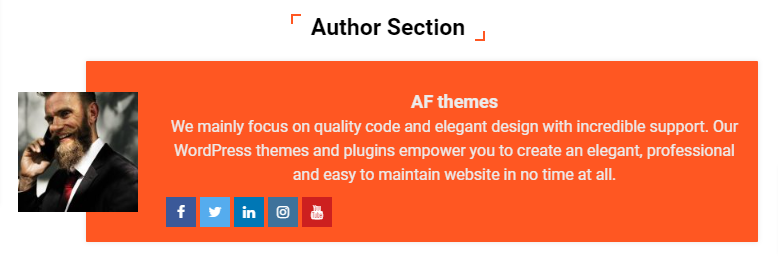 Author Section
AF themes
We mainly focus on quality code and elegant design with incredible support. Our
WordPress themes and plugins empower you to create an elegant, professional
and easy to maintain website in no time at all.